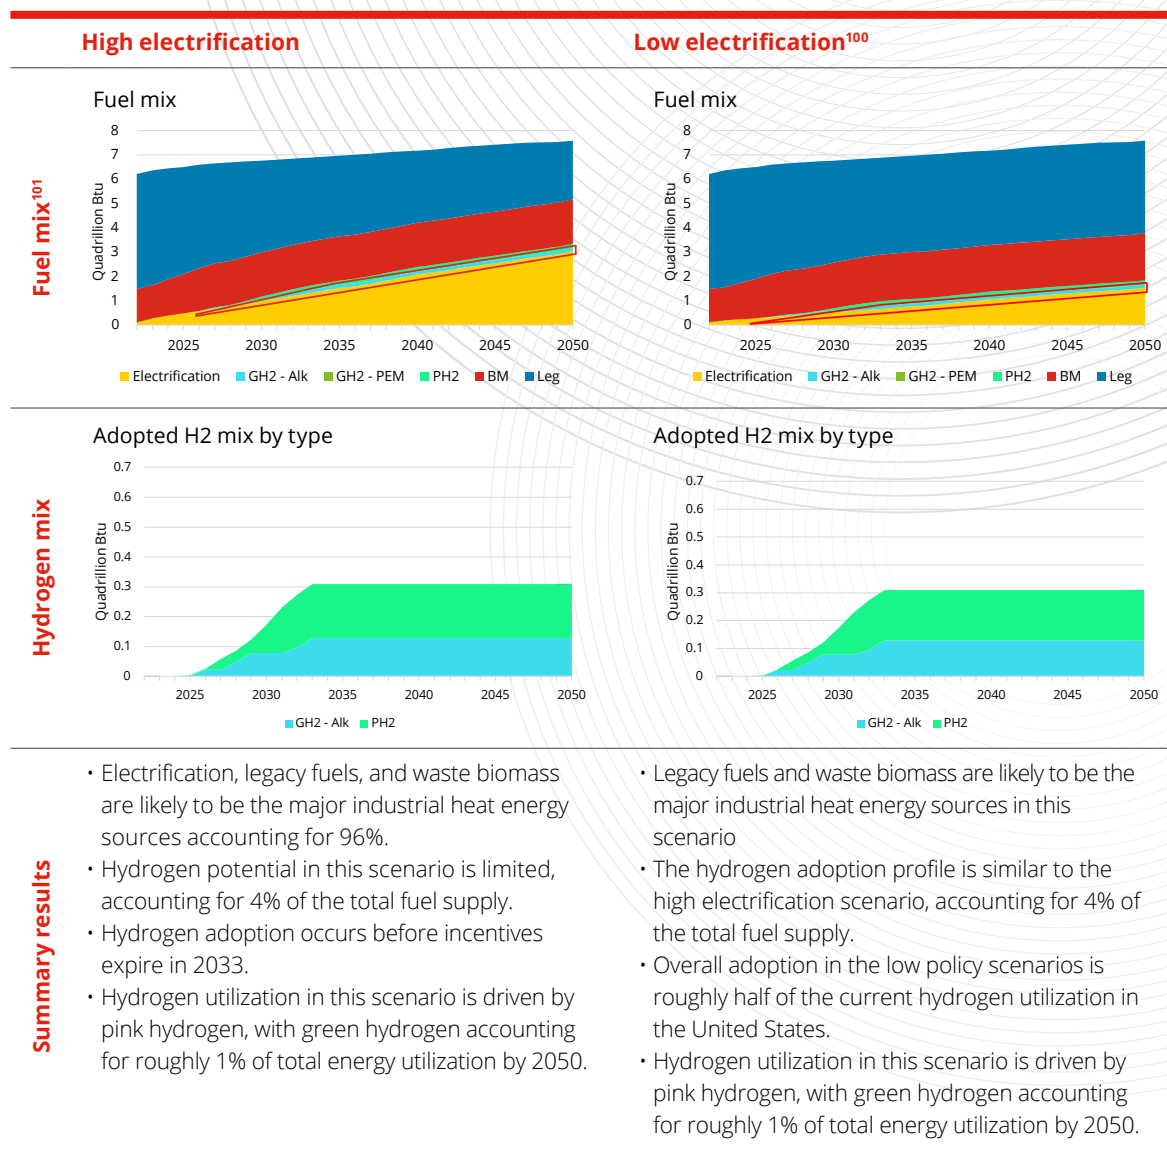 High electrification
Low electrification100
Fuel mix101
Fuel mix
8
7
6
5
4
3
2
1
0
Quadrillion Btu
2025 2030 2035 2040 2045 2050
Electrification GH2 - Alk GH2 - PEM PH2 BM Leg
Fuel mix
8
7
6
5
4
3
2
1
0
Quadrillion Btu
2025 2030 2035 2040 2045 2050
Electrification GH2 - Alk GH2 - PEM PH2 BM Leg
Hydrogen mix
Adopted H2 mix by type
0.7
0.6
0.5
0.4
0.3
0.2
0.1
0
Quadrillion Btu
2025 2030 2035 2040 2045 2050
GH2 - Alk PH2
Adopted H2 mix by type
0.7
0.6
0.5
0.4
0.3
0.2
0.1
0
Quadrillion Btu
2025 2030 2035 2040 2045 2050
GH2 - Alk PH2
Summary results
• Electrification, legacy fuels, and waste biomass
are likely to be the major industrial heat energy
sources accounting for 96%.
• Hydrogen potential in this scenario is limited,
accounting for 4% of the total fuel supply.
• Hydrogen adoption occurs before incentives
expire in 2033.
• Hydrogen utilization in this scenario is driven by
pink hydrogen, with green hydrogen accounting
for roughly 1% of total energy utilization by 2050.
• Legacy fuels and waste biomass are likely to be the
major industrial heat energy sources in this
scenario
• The hydrogen adoption profile is similar to the
high electrification scenario, accounting for 4% of
the total fuel supply.
• Overall adoption in the low policy scenarios is
roughly half of the current hydrogen utilization in
the United States.
• Hydrogen utilization in this scenario is driven by
pink hydrogen, with green hydrogen accounting
for roughly 1% of total energy utilization by 2050.